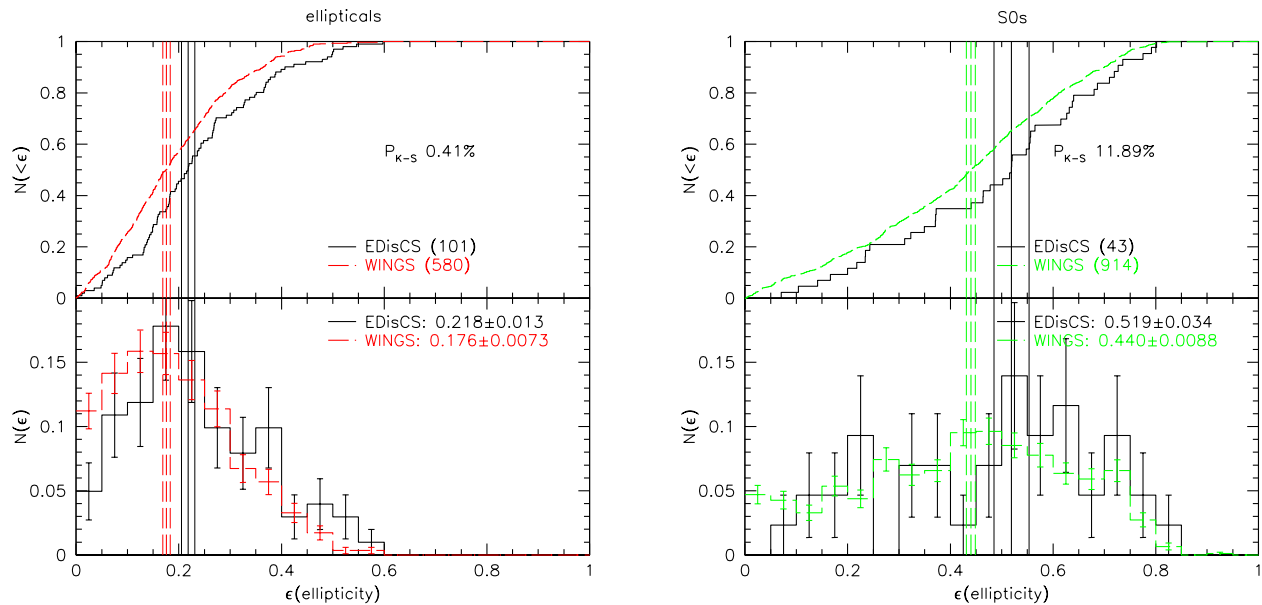 ellipticals
1
0.8
0.6
0.4
0.2
0
N(<ε)
P_K-S 0.41%
EDisCS (101)
WINGS (580)
0.15
0.1
0.05
0
N(ε)
EDisCS: 0.218±0.013
WINGS: 0.176±0.0073
0 0.2 0.4 0.6 0.8 1
ε(ellipticity)
S0s
1
0.8
0.6
0.4
0.2
0
N(<ε)
P_K-S 11.89%
EDisCS (43)
WINGS (914)
0.15
0.1
0.05
0
N(ε)
EDisCS: 0.519±0.034
WINGS: 0.440±0.0088
0 0.2 0.4 0.6 0.8 1
ε(ellipticity)